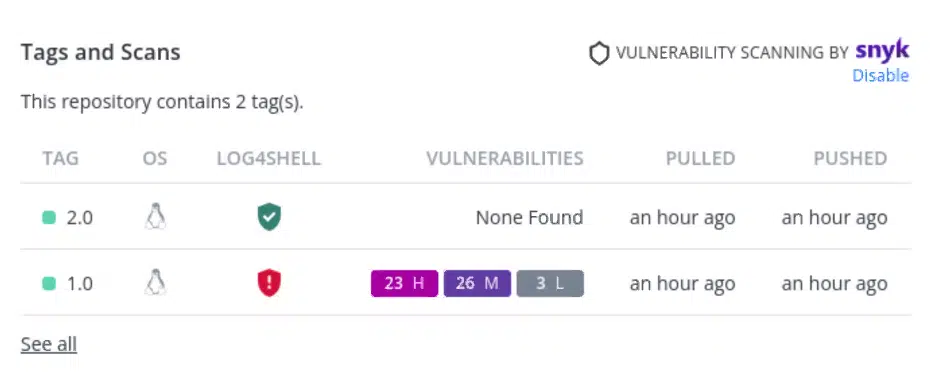 Tags and Scans
VULNERABILITY SCANNING BY snyk
Disable
This repository contains 2 tag(s).
TAG OS LOG4SHELL VULNERABILITIES PULLED PUSHED
2.0 None Found an hour ago an hour ago
1.0 23 H 26 M 3 L an hour ago an hour ago
See all